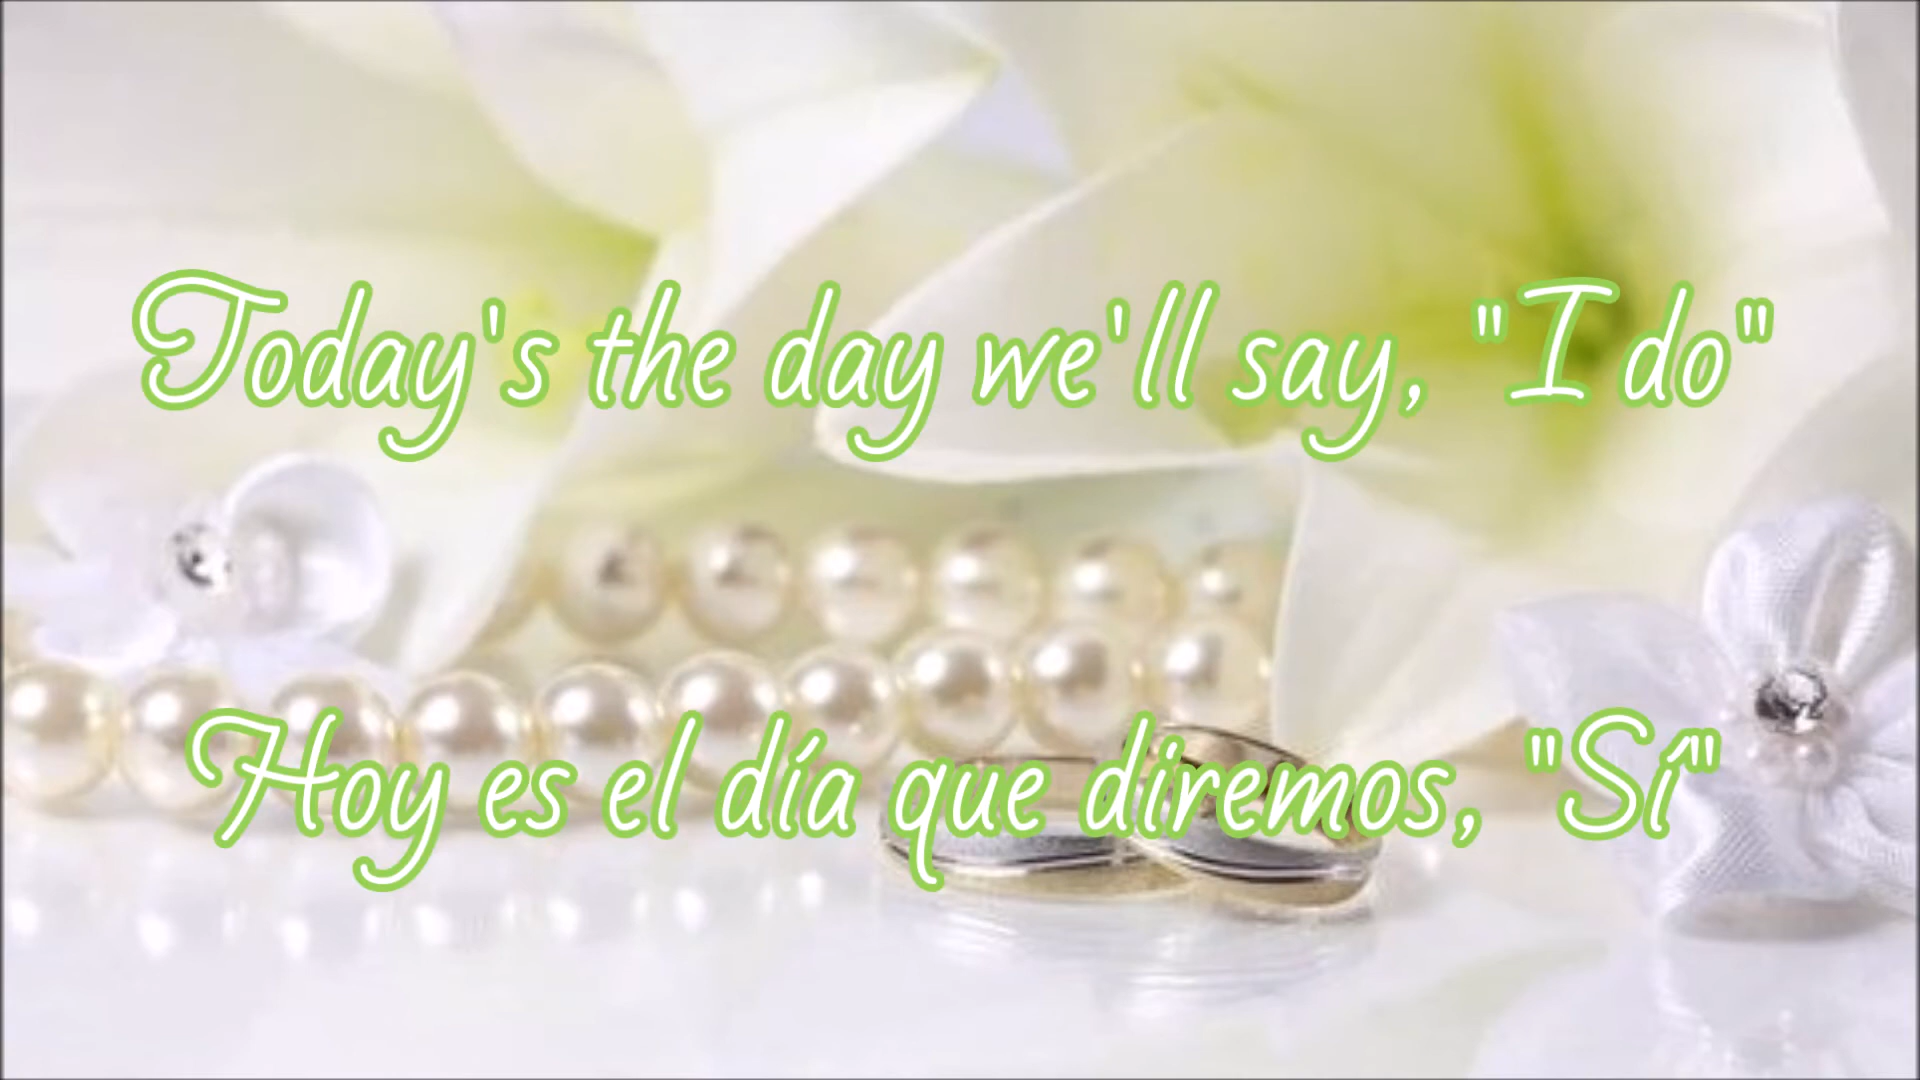 Today's the day we'll say, "I do"
Hoy es el día que diremos, "Sí"